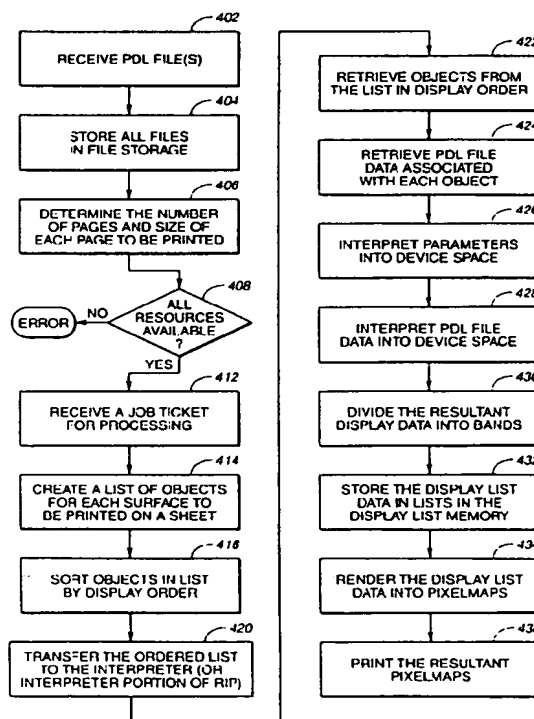 402
RECEIVE PDL FILE(S)
404
STORE ALL FILES
IN FILE STORAGE
406
DETERMINE THE NUMBER
OF PAGES AND SIZE OF
EACH PAGE TO BE PRINTED
408
ALL
RESOURCES
AVAILABLE
?
NO
ERROR
YES
412
RECEIVE A JOB TICKET
FOR PROCESSING
414
CREATE A LIST OF OBJECTS
FOR EACH SURFACE TO
BE PRINTED ON A SHEET
416
SORT OBJECTS IN LIST
BY DISPLAY ORDER
420
TRANSFER THE ORDERED LIST
TO THE INTERPRETER (OR
INTERPRETER PORTION OF RIP)
422
RETRIEVE OBJECTS FROM
THE LIST IN DISPLAY ORDER
424
RETRIEVE PDL FILE
DATA ASSOCIATED
WITH EACH OBJECT
426
INTERPRET PARAMETERS
INTO DEVICE SPACE
428
INTERPRET PDL FILE
DATA INTO DEVICE SPACE
430
DIVIDE THE RESULTANT
DISPLAY DATA INTO BANDS
432
STORE THE DISPLAY LIST
DATA IN LISTS IN THE
DISPLAY LIST MEMORY
434
RENDER THE DISPLAY LIST
DATA INTO PIXELMAPS
PRINT THE RESULTANT
PIXELMAPS